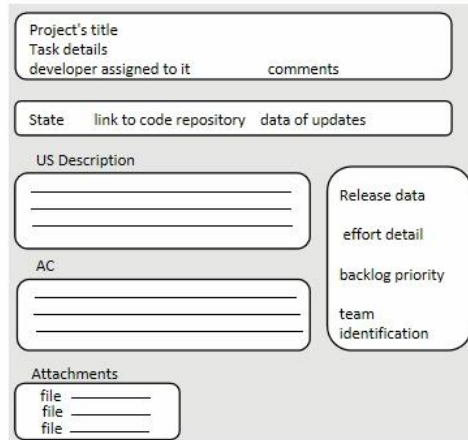 Project's title
Task details
developer assigned to it comments
State link to code repository data of updates
US Description
AC
Attachments
file
file
file
Release data
effort detail
backlog priority
team
identification